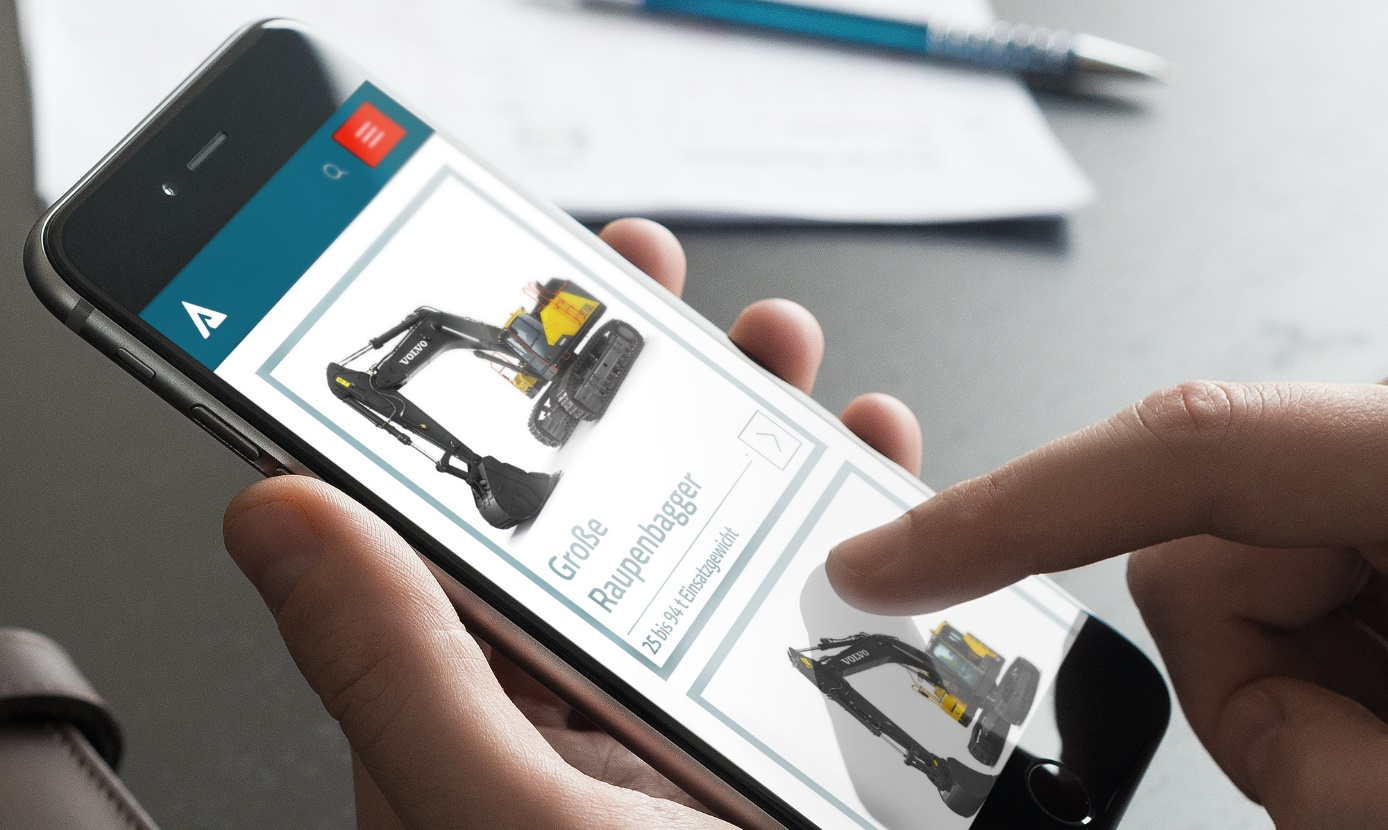 VOLVO
Große
Raupenbagger
25 bis 94 t Einsatzgewicht
VOLVO